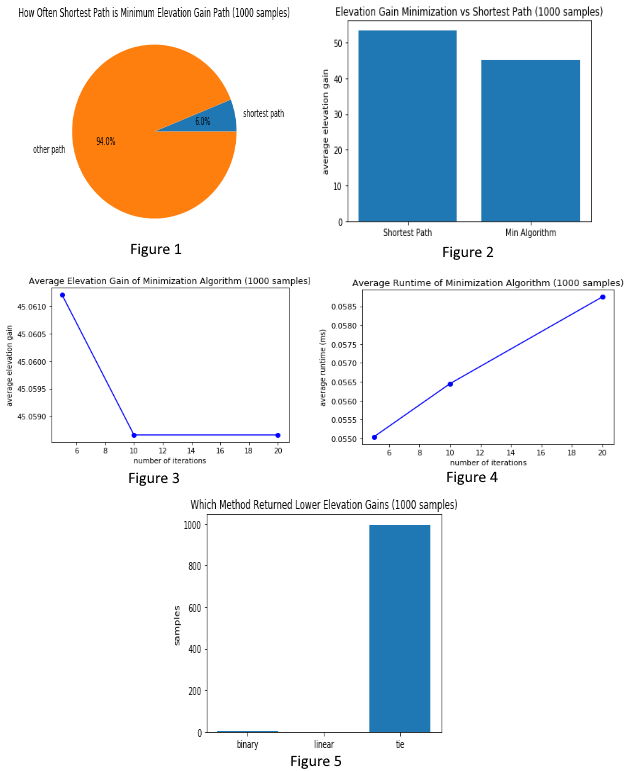 How Often Shortest Path is Minimum Elevation Gain Path (1000 samples)
shortest path
6.0%
94.0%
other path
Figure 1
Elevation Gain Minimization vs Shortest Path (1000 samples)
50
40
30
20
10
0
average elevation gain
Shortest Path
Min Algorithm
Figure 2
Average Elevation Gain of Minimization Algorithm (1000 samples)
45.0610
45.0605
45.0600
45.0595
45.0590
average elevation gain
6 8 10 12 14 16 18 20
number of iterations
Figure 3
Average Runtime of Minimization Algorithm (1000 samples)
0.0585
0.0580
0.0575
0.0570
0.0565
0.0560
0.0555
0.0550
average runtime (ms)
6 8 10 12 14 16 18 20
number of iterations
Figure 4
Which Method Returned Lower Elevation Gains (1000 samples)
1000
800
600
400
200
0
samples
binary
linear
tie
Figure 5